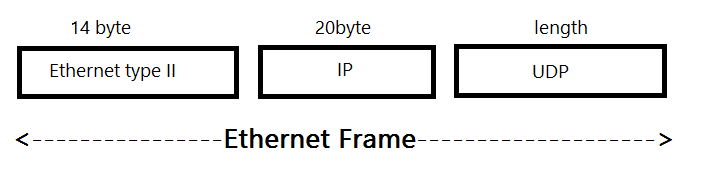 14 byte 20byte length
Ethernet type II IP UDP
<----------------Ethernet Frame-------------------->